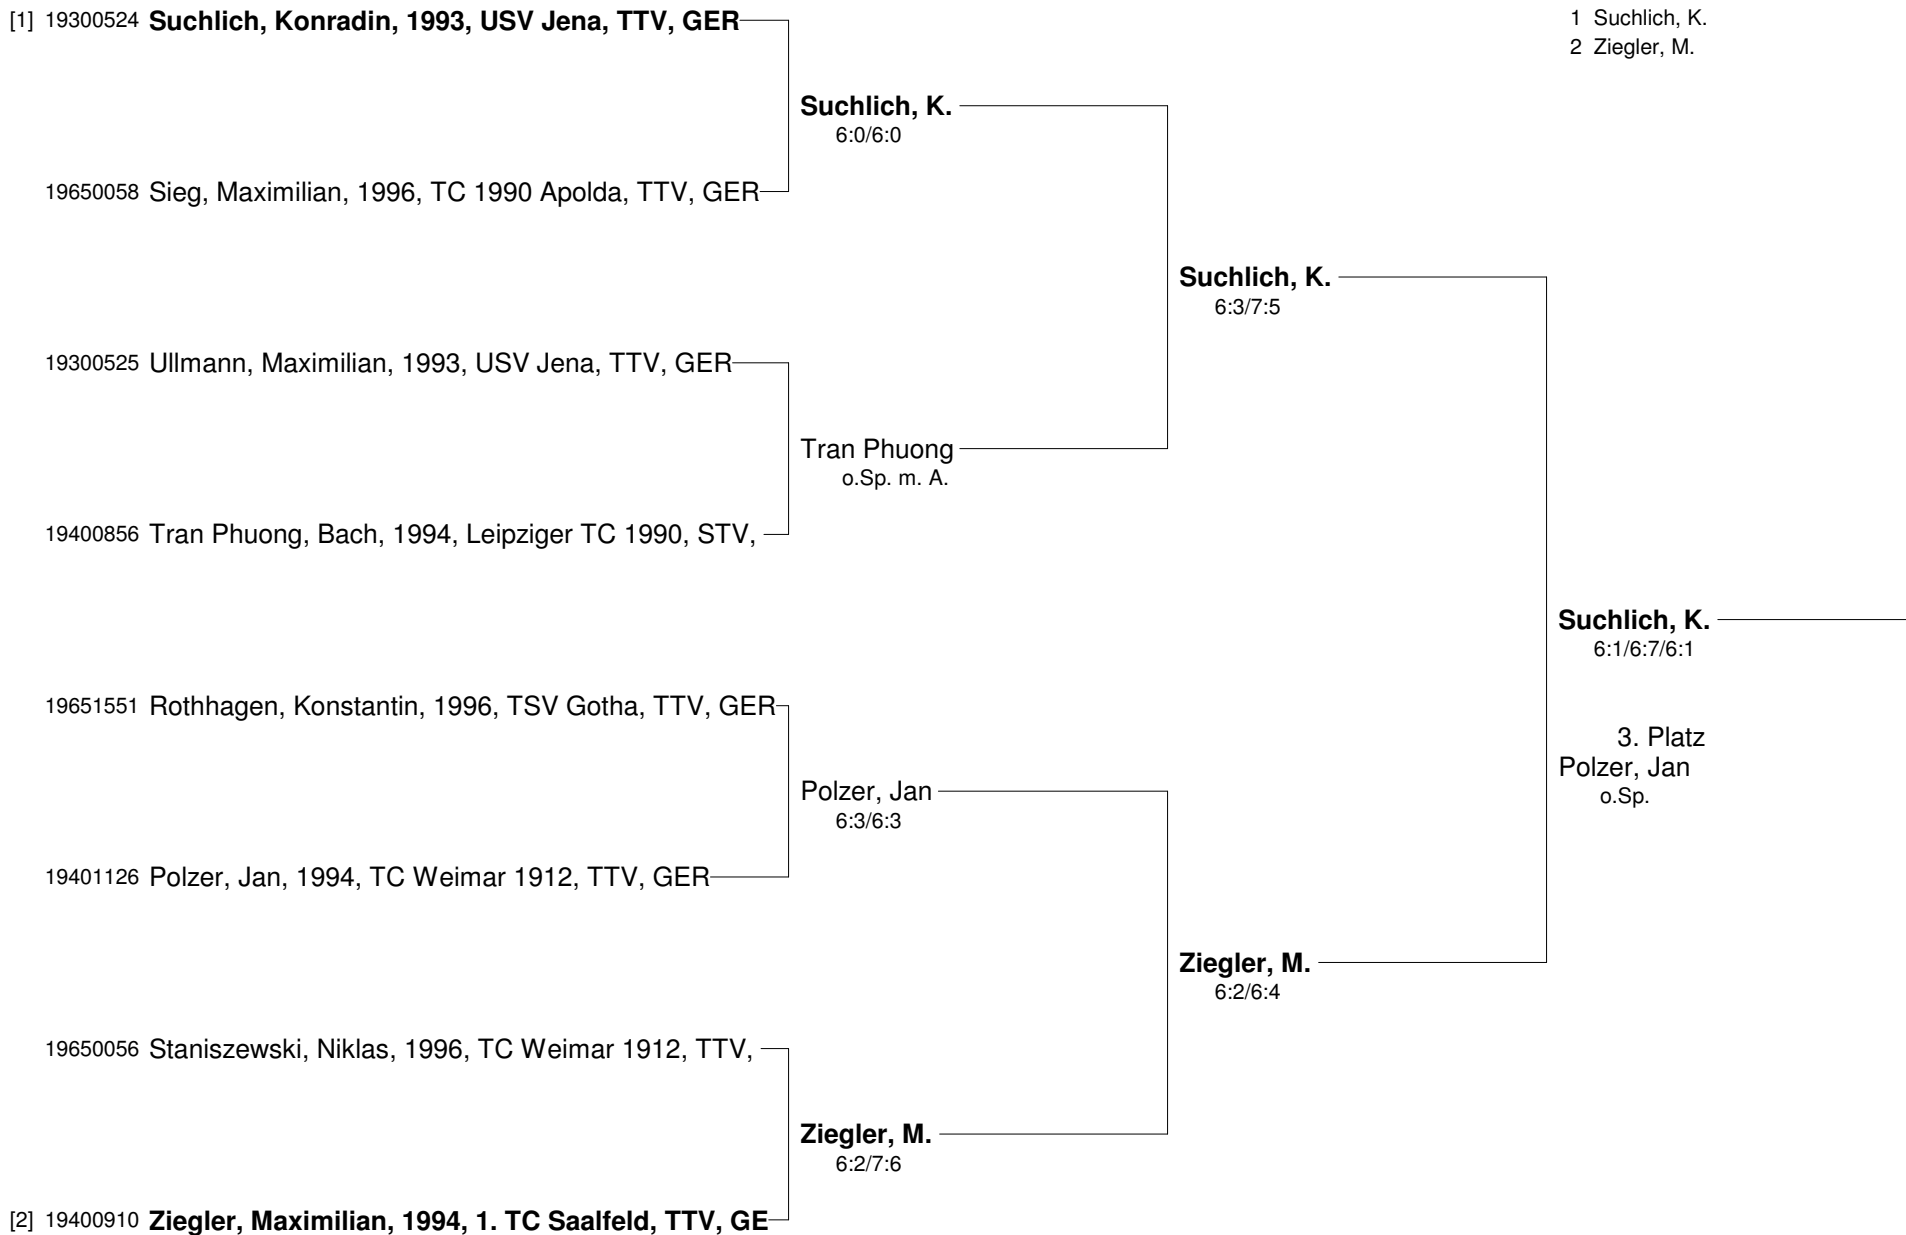 [1] 19300524 Suchlich, Konradin, 1993, USV Jena, TTV, GER
1 Suchlich, K.
2 Ziegler, M.
Suchlich, K.
6:0/6:0
19650058 Sieg, Maximilian, 1996, TC 1990 Apolda, TTV, GER
Suchlich, K.
6:3/7:5
19300525 Ullmann, Maximilian, 1993, USV Jena, TTV, GER
Tran Phuong
o.Sp. m. A.
19400856 Tran Phuong, Bach, 1994, Leipziger TC 1990, STV,
Suchlich, K.
6:1/6:7/6:1
19651551 Rothhagen, Konstantin, 1996, TSV Gotha, TTV, GER
3. Platz
Polzer, Jan
o.Sp.
Polzer, Jan
6:3/6:3
19401126 Polzer, Jan, 1994, TC Weimar 1912, TTV, GER
Ziegler, M.
6:2/6:4
19650056 Staniszewski, Niklas, 1996, TC Weimar 1912, TTV,
Ziegler, M.
6:2/7:6
[2] 19400910 Ziegler, Maximilian, 1994, 1. TC Saalfeld, TTV, GE